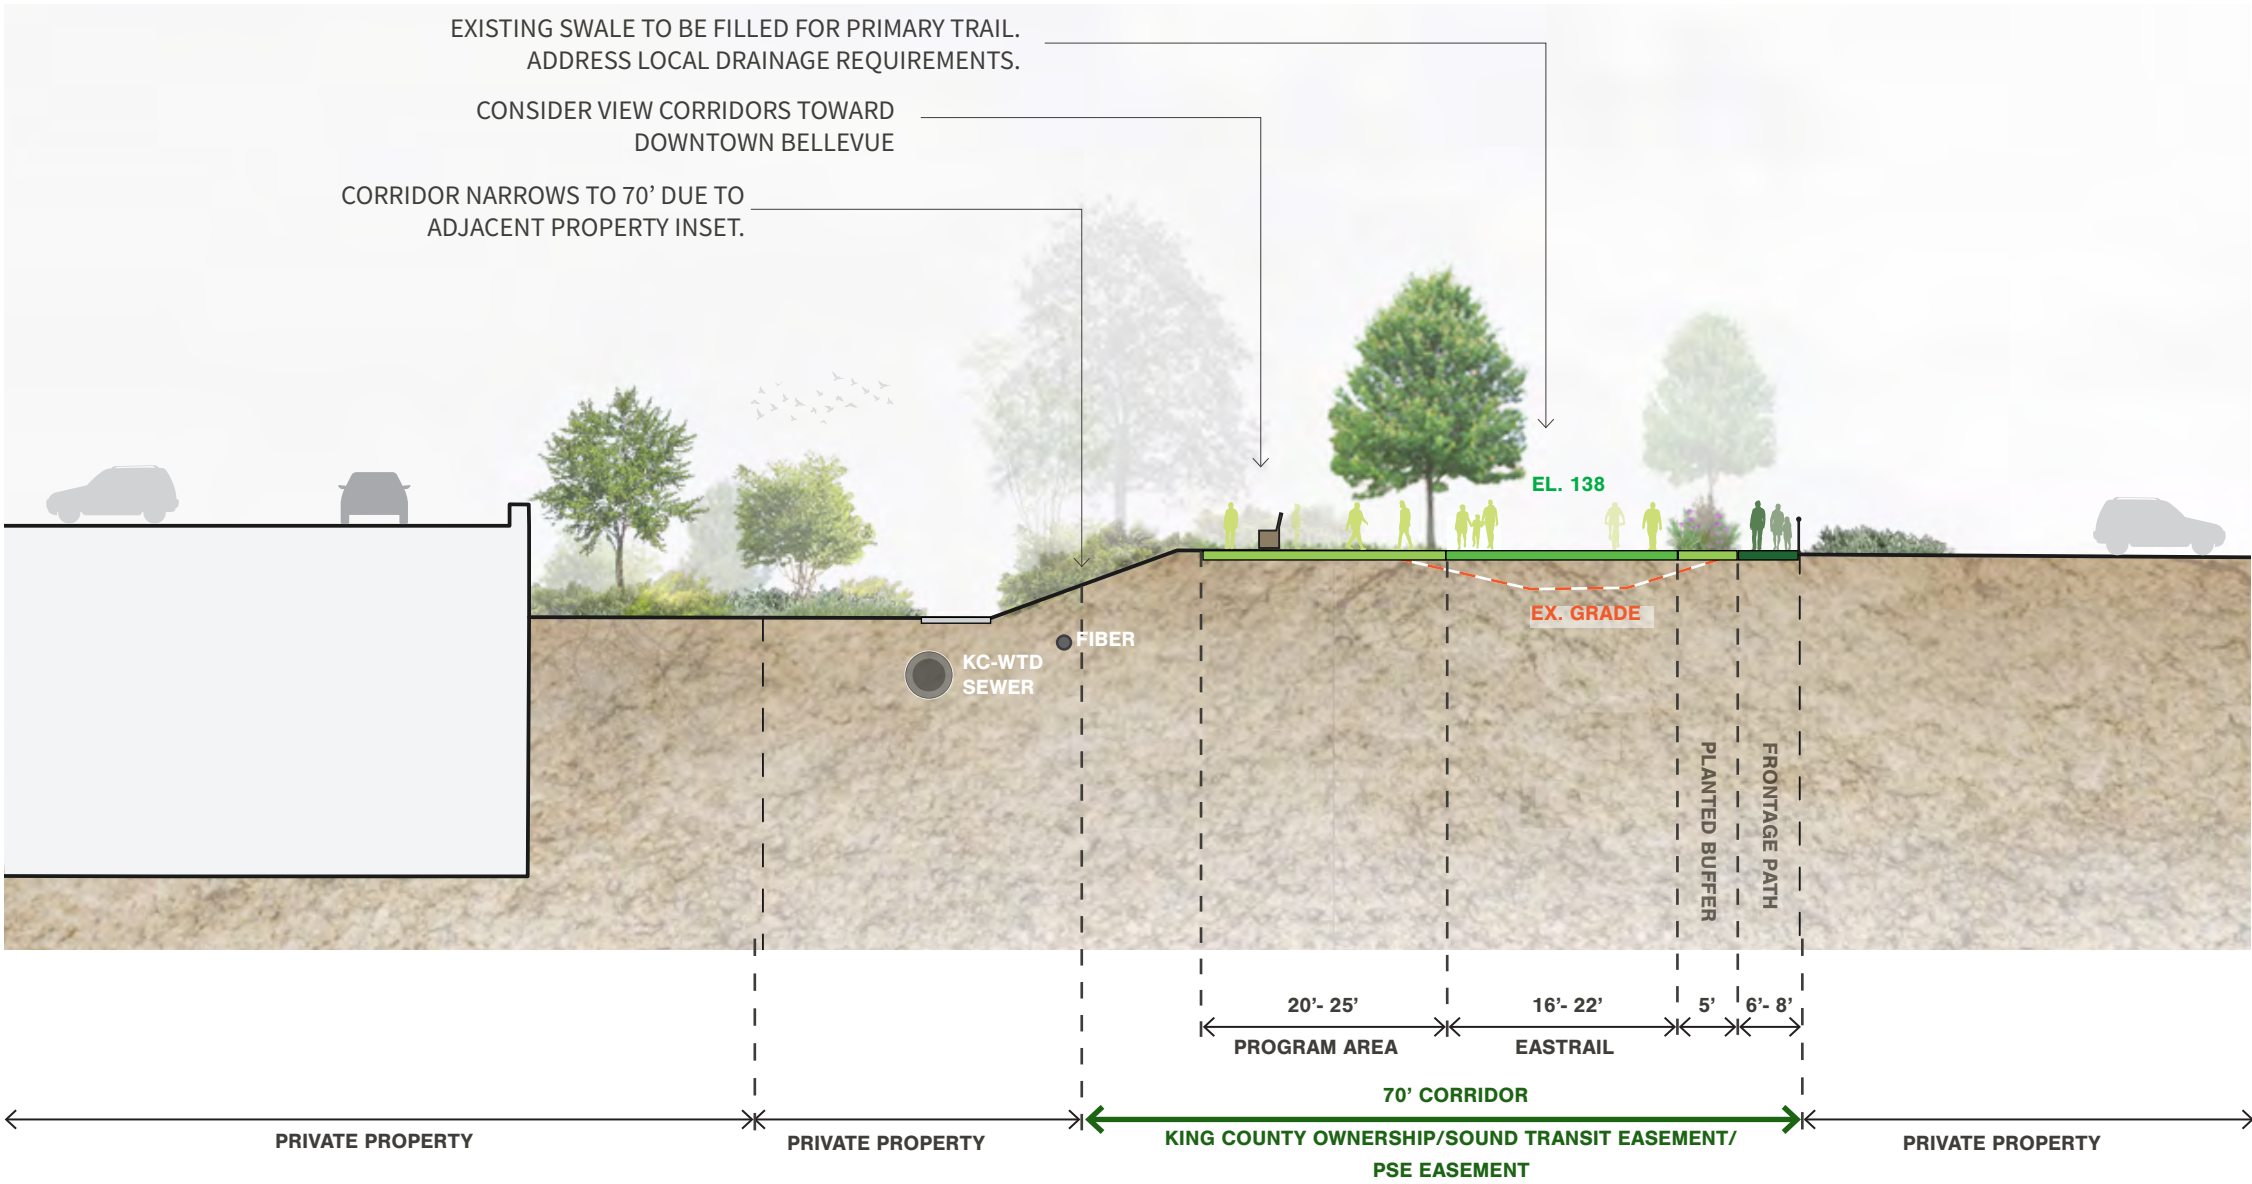 EXISTING SWALE TO BE FILLED FOR PRIMARY TRAIL.
ADDRESS LOCAL DRAINAGE REQUIREMENTS.
CONSIDER VIEW CORRIDORS TOWARD
DOWNTOWN BELLEVUE
CORRIDOR NARROWS TO 70’ DUE TO
ADJACENT PROPERTY INSET.
EL. 138
EX. GRADE
FIBER
KC-WTD
SEWER
PLANTED BUFFER
FRONTAGE PATH
20’- 25’
16’- 22’
5’
6’- 8’
PROGRAM AREA
EASTRAIL
70’ CORRIDOR
PRIVATE PROPERTY
PRIVATE PROPERTY
KING COUNTY OWNERSHIP/SOUND TRANSIT EASEMENT/
PSE EASEMENT
PRIVATE PROPERTY